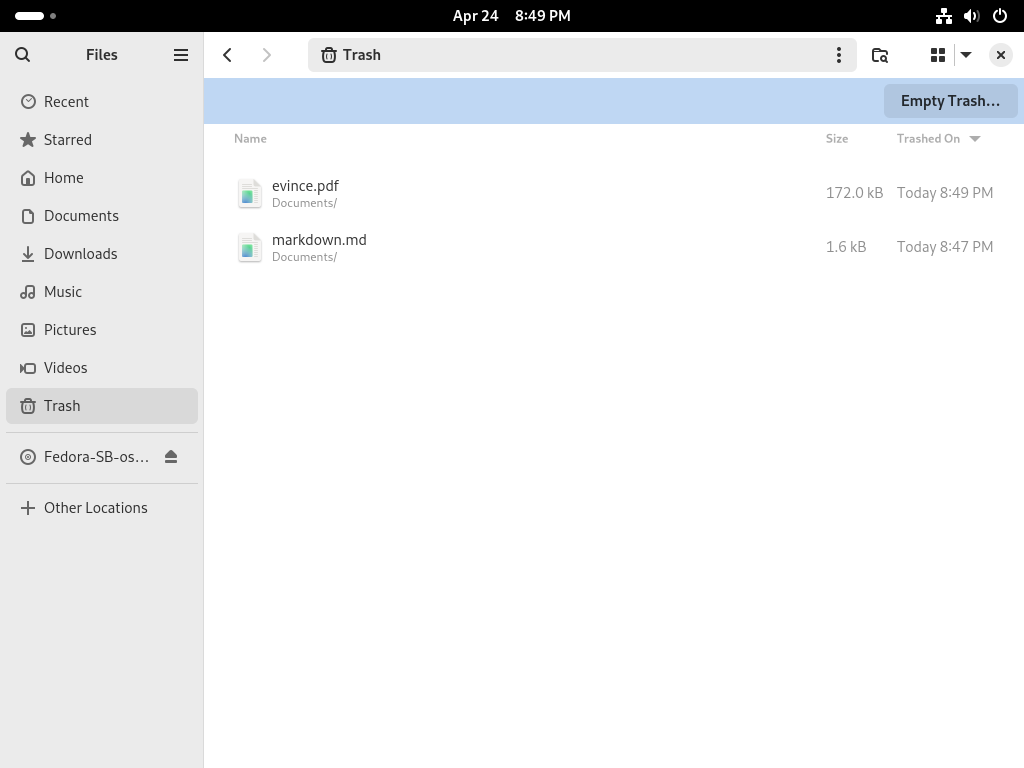 Apr 24 8:49 PM
Files
Trash
Recent
Starred
Home
Documents
Downloads
Music
Pictures
Videos
Trash
Fedora-SB-os…
Other Locations
Empty Trash…
Name Size Trashed On
evince.pdf 172.0 kB Today 8:49 PM
Documents/
markdown.md 1.6 kB Today 8:47 PM
Documents/